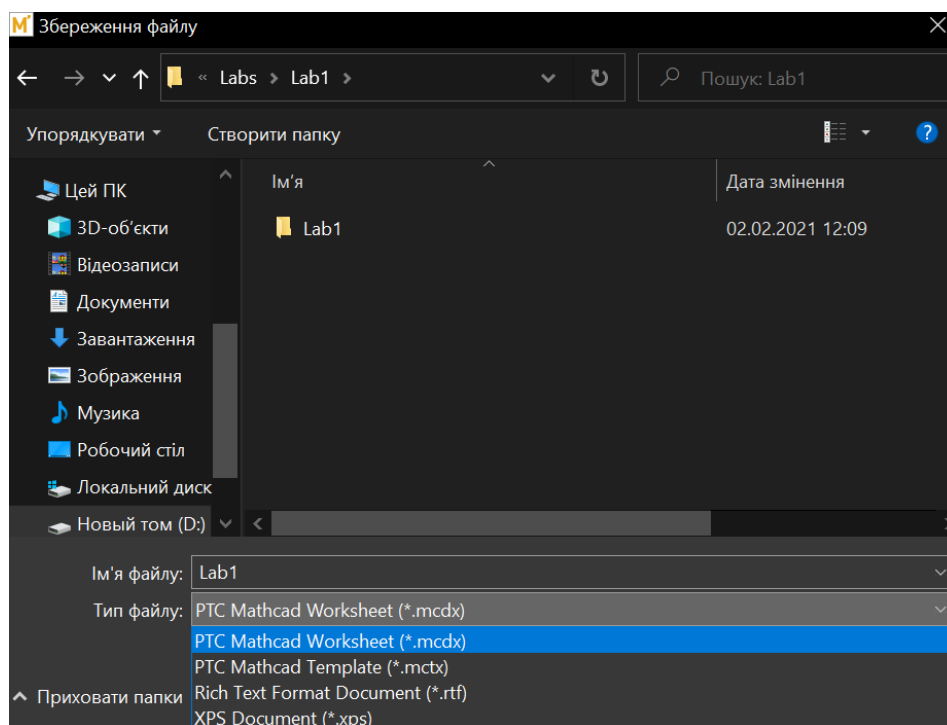 Збереження файлу
« Labs > Lab1 >
Пошук: Lab1
Упорядкувати
Створити папку
Ім'я
Дата змінення
Lab1
02.02.2021 12:09
Цей ПК
3D-об'єкти
Відеозаписи
Документи
Завантаження
Зображення
Музика
Робочий стіл
Локальний диск
Новый том (D:)
Ім'я файлу: Lab1
Тип файлу: PTC Mathcad Worksheet (*.mcdx)
PTC Mathcad Worksheet (*.mcdx)
PTC Mathcad Template (*.mctx)
Rich Text Format Document (*.rtf)
XPS Document (*.xps)
Приховати папки